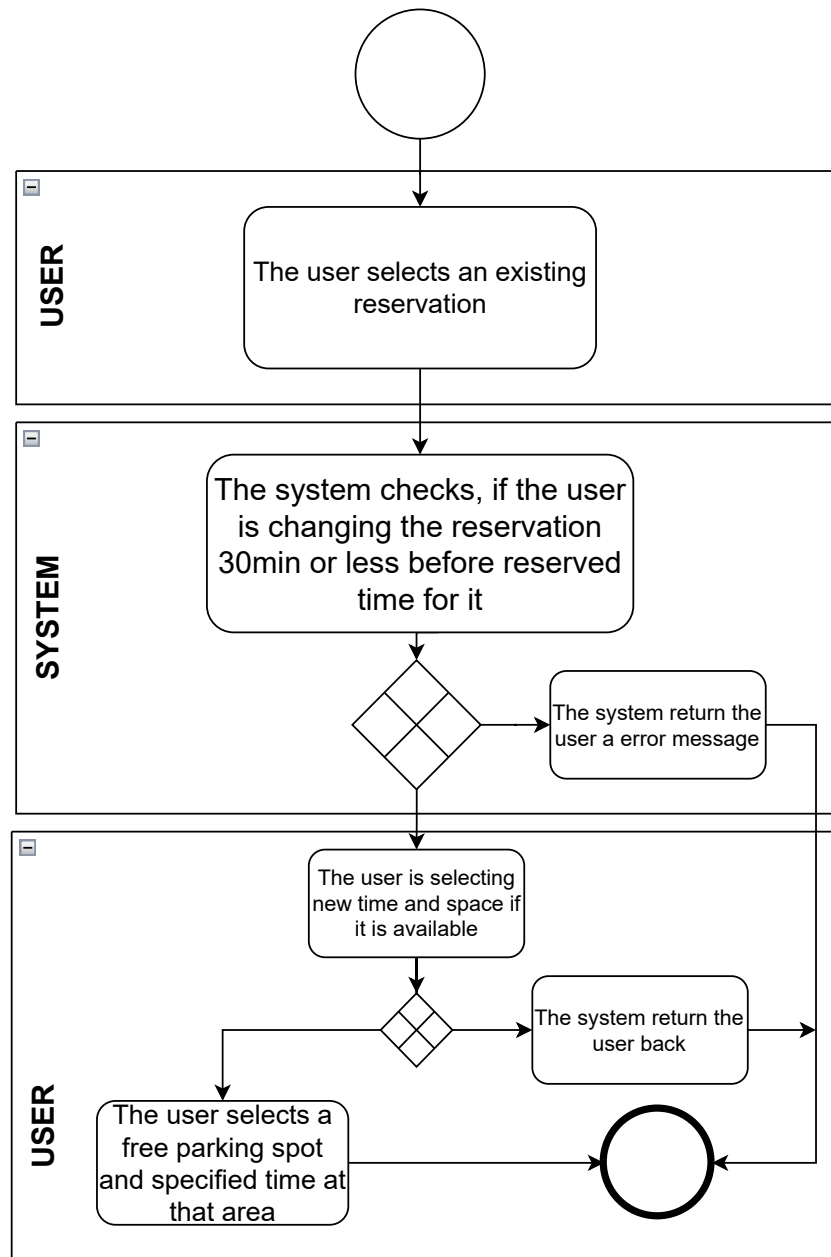 USER
The user selects an existing
reservation
SYSTEM
The system checks, if the user
is changing the reservation
30min or less before reserved
time for it
The system return the
user a error message
USER
The user is selecting
new time and space if
it is available
The system return the
user back
The user selects a
free parking spot
and specified time at
that area